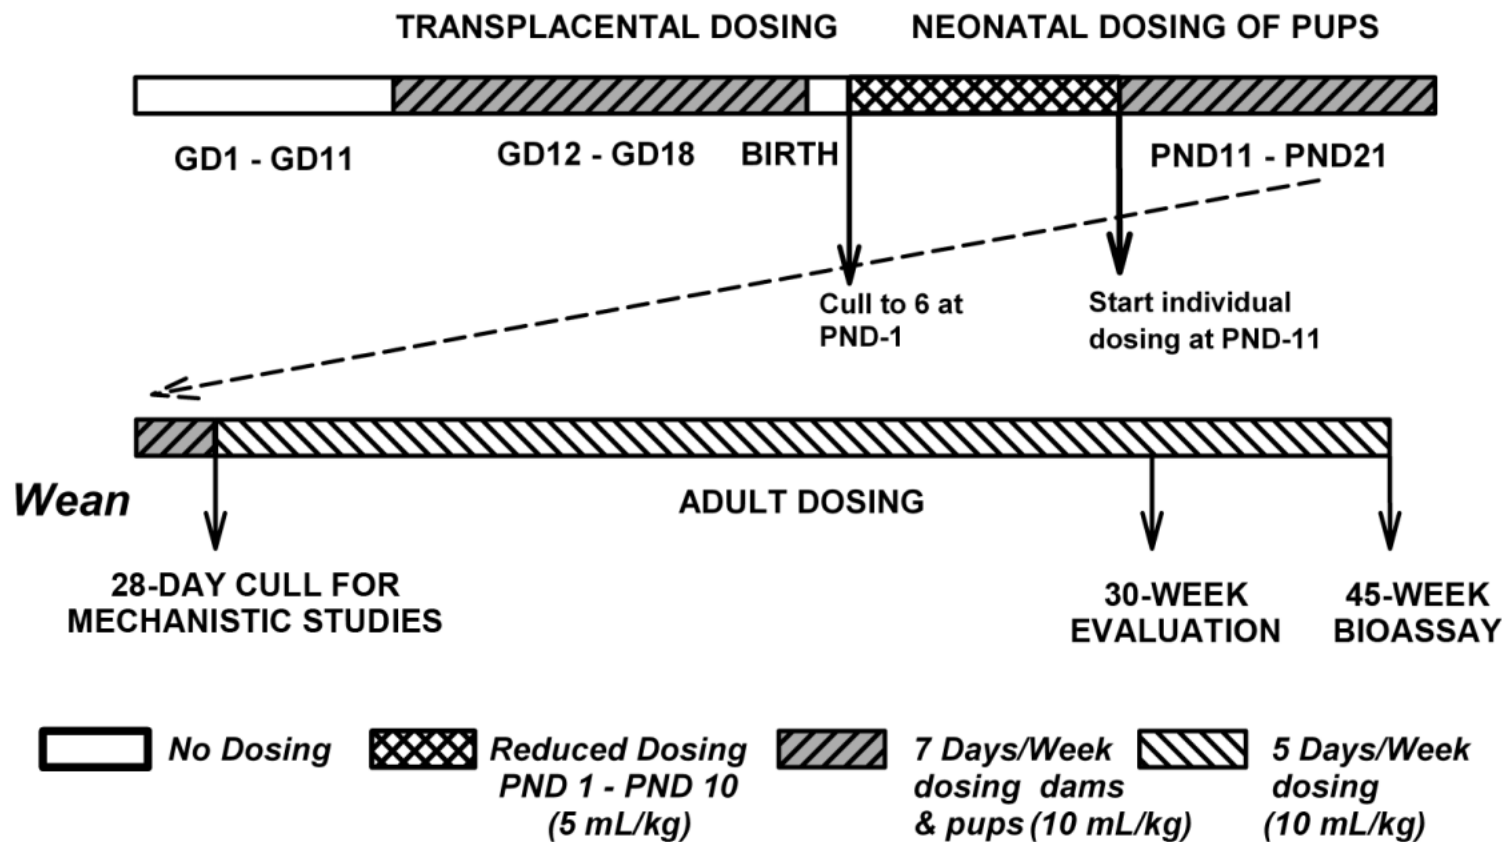 TRANSPLACENTAL DOSING
NEONATAL DOSING OF PUPS
GD1 - GD11
GD12 - GD18
BIRTH
PND11 - PND21
Cull to 6 at
PND-1
Start individual
dosing at PND-11
Wean
ADULT DOSING
28-DAY CULL FOR
MECHANISTIC STUDIES
30-WEEK
EVALUATION
45-WEEK
BIOASSAY
No Dosing
Reduced Dosing
PND 1 - PND 10
(5 mL/kg)
7 Days/Week
dosing dams
& pups (10 mL/kg)
5 Days/Week
dosing
(10 mL/kg)